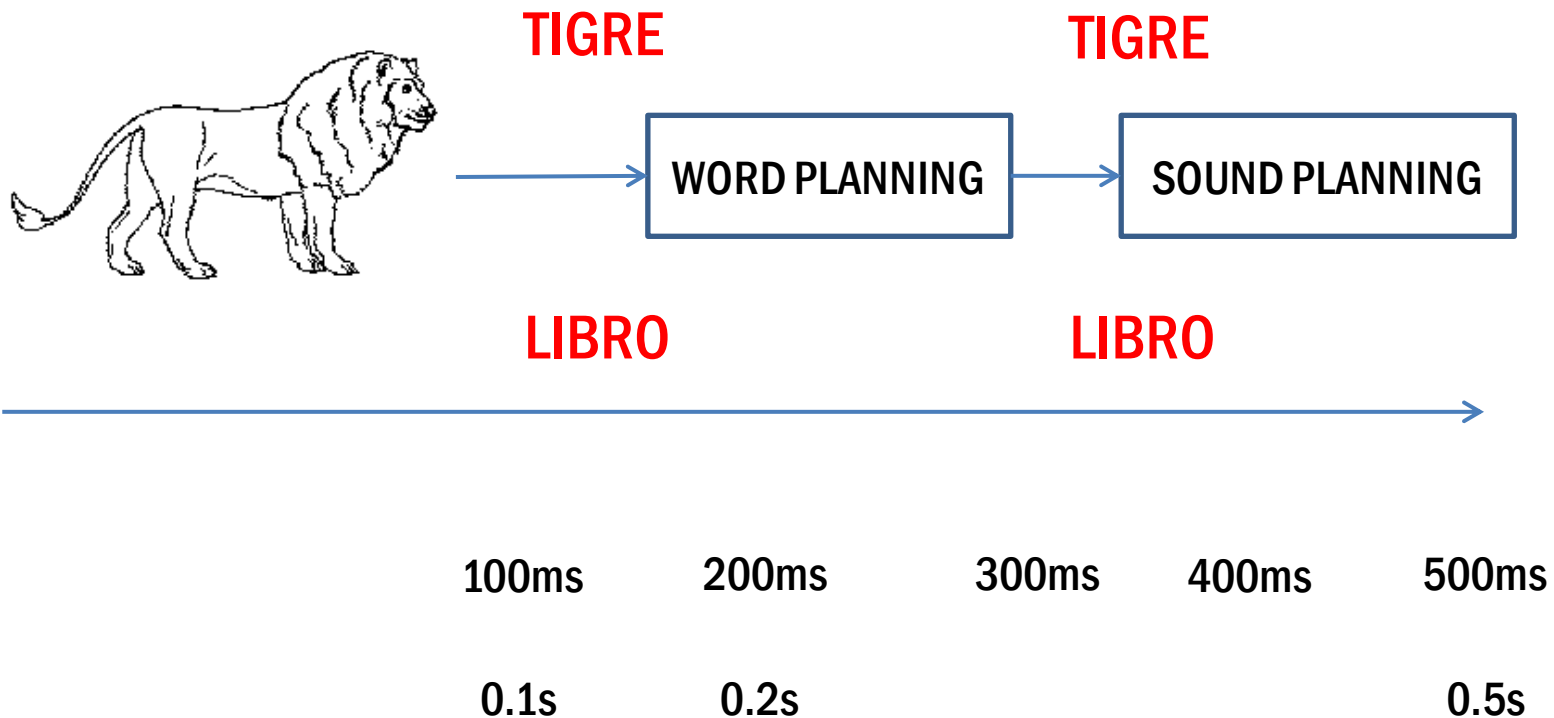 TIGRE TIGRE
WORD PLANNING SOUND PLANNING
LIBRO LIBRO
100ms 200ms 300ms 400ms 500ms
0.1s 0.2s 0.5s